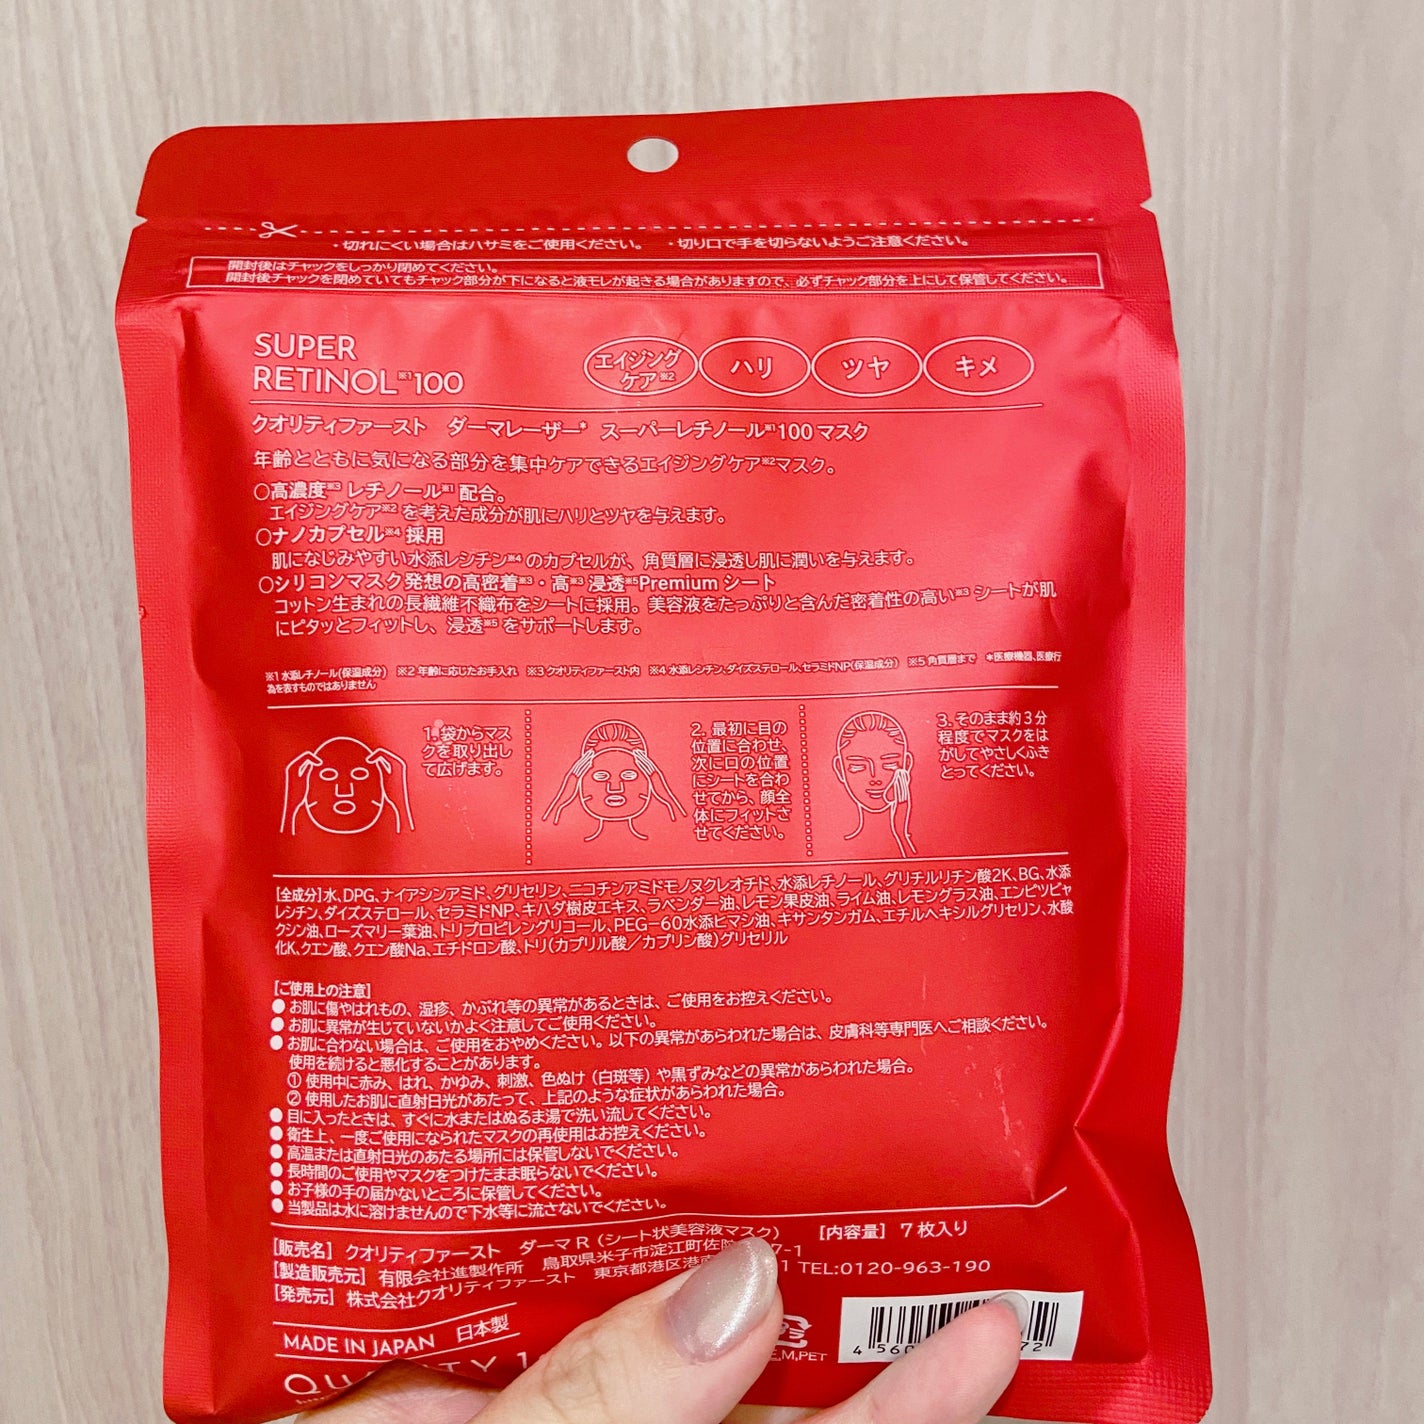 ・切れにくい場合はハサミをご使用ください。 ・切り口で手を切らないようご注意ください。
開封後はチャックをしっかり閉めてください。
開封後チャックを閉めていてもチャック部分が下になると液モレが起きる場合がありますので、必ずチャック部分を上にして保管してください。
SUPER
RETINOL※1 100
エイジング
ケア※2
ハリ
ツヤ
キメ
クオリティファースト ダーマレーザー* スーパーレチノール※1 100マスク
年齢とともに気になる部分を集中ケアできるエイジングケア※2マスク。
○高濃度※3 レチノール※1 配合。
エイジングケア※2 を考えた成分が肌にハリとツヤを与えます。
○ナノカプセル※4 採用
肌になじみやすい水添レシチン※4 のカプセルが、角質層に浸透し肌に潤いを与えます。
○シリコンマスク発想の高密着※3・高※3 浸透※5Premium シート
コットン生まれの長繊維不織布をシートに採用。美容液をたっぷりと含んだ密着性の高い※3 シートが肌
にピタッとフィットし、浸透※5 をサポートします。
※1 水添レチノール(保湿成分) ※2 年齢に応じたお手入れ ※3 クオリティファースト内 ※4 水添レシチン、ダイズステロール、セラミドNP(保湿成分) ※5 角質層まで *医療機器、医療行
為を表すものではありません
1. 袋からマス
クを取り出し
て広げます。
2. 最初に目の
位置に合わせ、
次に口の位置
にシートを合わ
せてから、顔全
体にフィットさ
せてください。
3. そのまま約3分
程度でマスクをは
がしてやさしくふき
とってください。
[全成分]水、DPG、ナイアシンアミド、グリセリン、ニコチンアミドモノヌクレオチド、水添レチノール、グリチルリチン酸2K、BG、水添
レシチン、ダイズステロール、セラミドNP、キハダ樹皮エキス、ラベンダー油、レモン果皮油、ライム油、レモングラス油、エンピツビャ
クシン油、ローズマリー葉油、トリプロピレングリコール、PEG－60水添ヒマシ油、キサンタンガム、エチルヘキシルグリセリン、水酸
化K、クエン酸、クエン酸Na、エチドロン酸、トリ(カプリル酸／カプリン酸)グリセリル
[ご使用上の注意]
●お肌に傷やはれもの、湿疹、かぶれ等の異常があるときは、ご使用をお控えください。
●お肌に異常が生じていないかよく注意してご使用ください。
●お肌に合わない場合は、ご使用をおやめください。以下の異常があらわれた場合は、皮膚科等専門医へご相談ください。
使用を続けると悪化することがあります。
① 使用中に赤み、はれ、かゆみ、刺激、色ぬけ（白斑等）や黒ずみなどの異常があらわれた場合。
② 使用したお肌に直射日光があたって、上記のような症状があらわれた場合。
●目に入ったときは、すぐに水またはぬるま湯で洗い流してください。
●衛生上、一度ご使用になられたマスクの再使用はお控えください。
●高温または直射日光のあたる場所には保管しないでください。
●長時間のご使用やマスクをつけたまま眠らないでください。
●お子様の手の届かないところに保管してください。
●当製品は水に溶けませんので下水等に流さないでください。
[販売名] クオリティファースト ダーマR（シート状美容液マスク） [内容量] 7枚入り
[製造販売元] 有限会社進製作所 鳥取県米子市淀江町佐 7-1
[発売元] 株式会社クオリティファースト 東京都港区 1 TEL:0120-963-190
MADE IN JAPAN 日本製
プラ
E,M,PET
4 560 72
QU TY 1